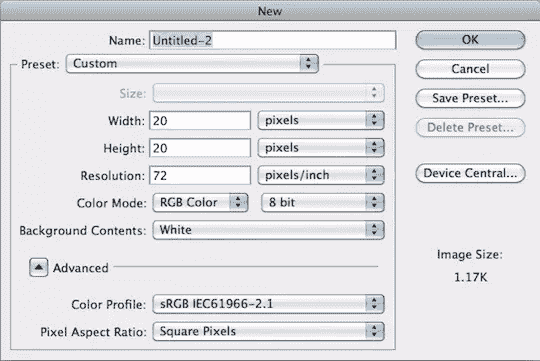 New
Name: Untitled-2
OK
Preset: Custom
Cancel
Size:
Save Preset...
Width: 20 pixels
Delete Preset...
Height: 20 pixels
Resolution: 72 pixels/inch
Device Central...
Color Mode: RGB Color 8 bit
Background Contents: White
Image Size:
1.17K
Advanced
Color Profile: sRGB IEC61966-2.1
Pixel Aspect Ratio: Square Pixels